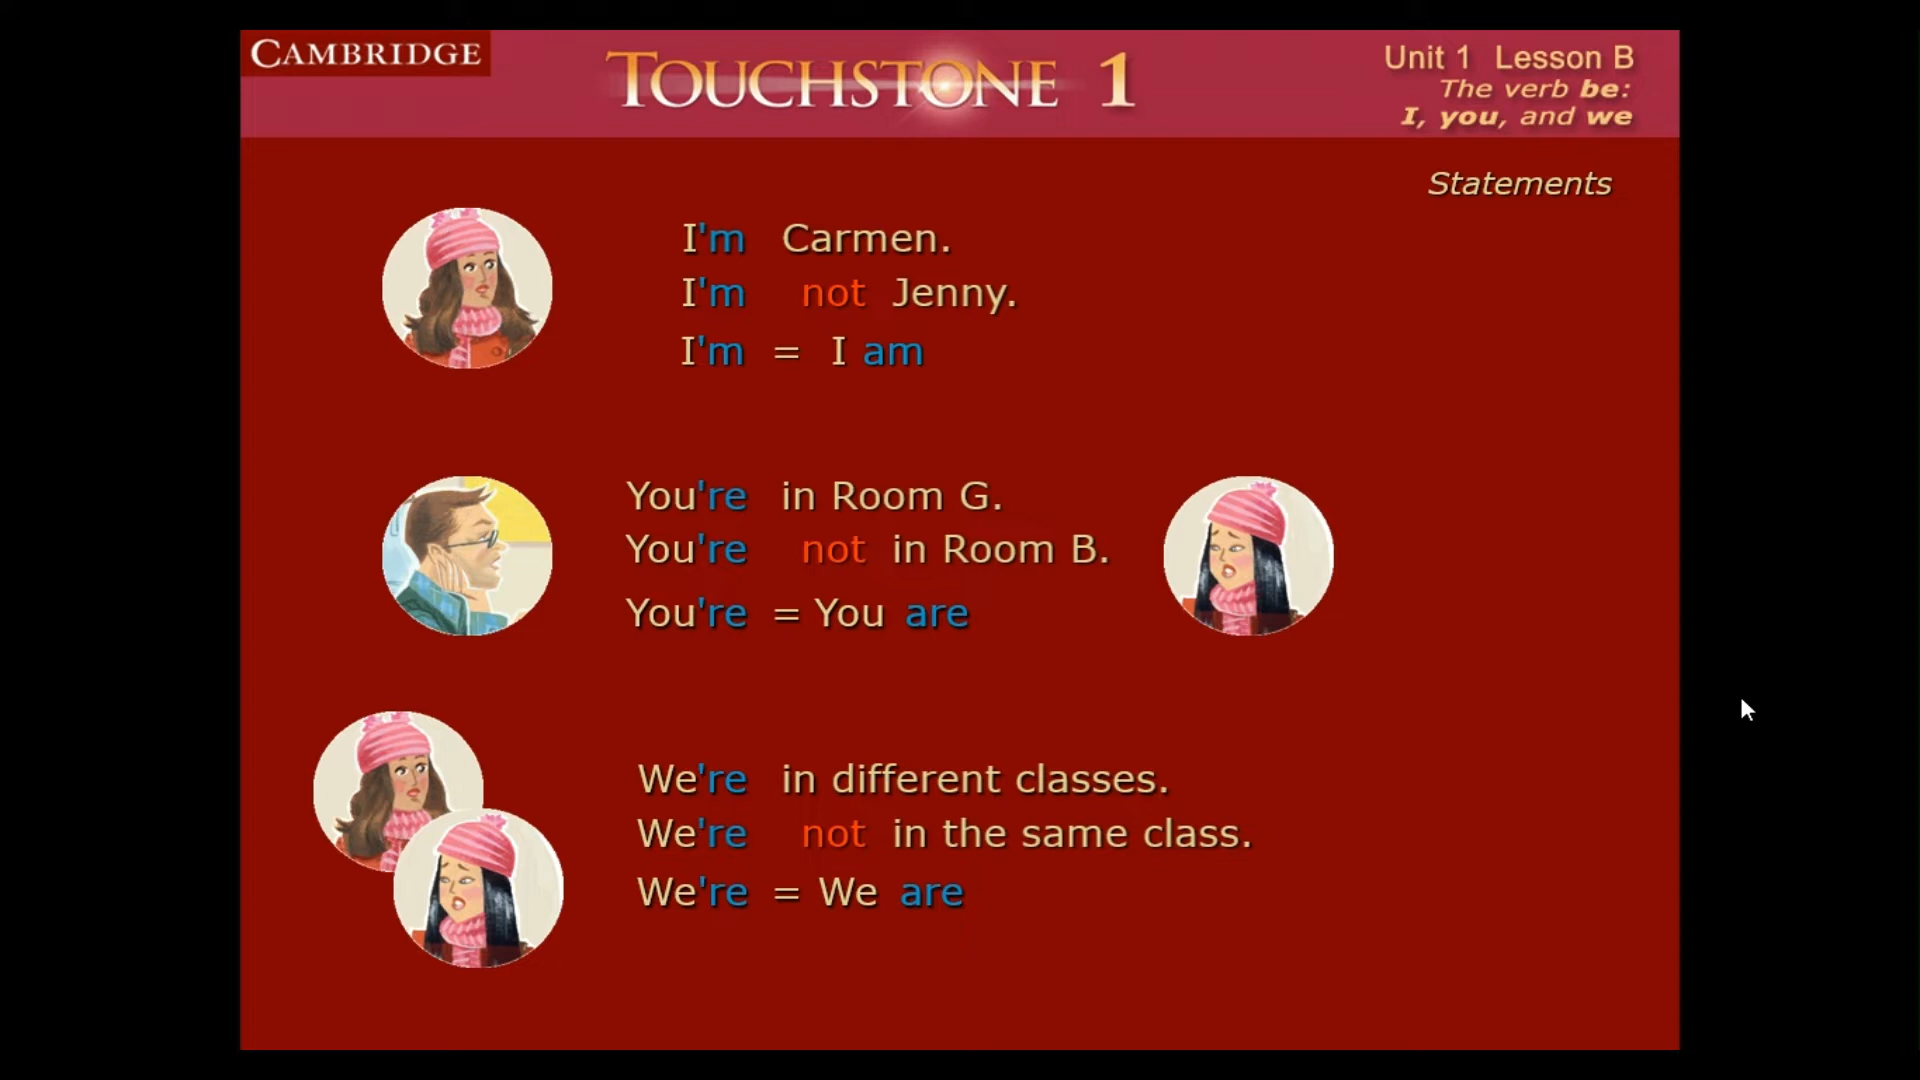 CAMBRIDGE
TOUCHSTONE 1
Unit 1 Lesson B
The verb be:
I, you, and we
Statements
I'm Carmen.
I'm not Jenny.
I'm = I am
You're in Room G.
You're not in Room B.
You're = You are
We're in different classes.
We're not in the same class.
We're = We are